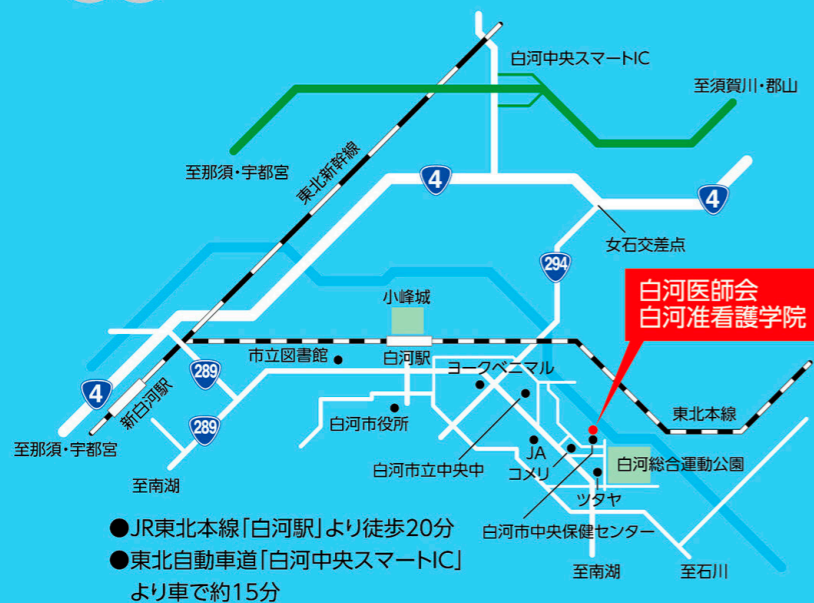 白河中央スマートIC
至須賀川・郡山
至那須・宇都宮
東北新幹線
4
4
女石交差点
294
小峰城
白河医師会
白河准看護学院
市立図書館
白河駅
289
ヨークベニマル
4
新白河駅
289
白河市役所
東北本線
至那須・宇都宮
白河市立中央中
JA
コメリ
白河総合運動公園
至南湖
ツタヤ
白河市中央保健センター
●JR東北本線「白河駅」より徒歩20分
●東北自動車道「白河中央スマートIC」
より車で約15分
至南湖
至石川